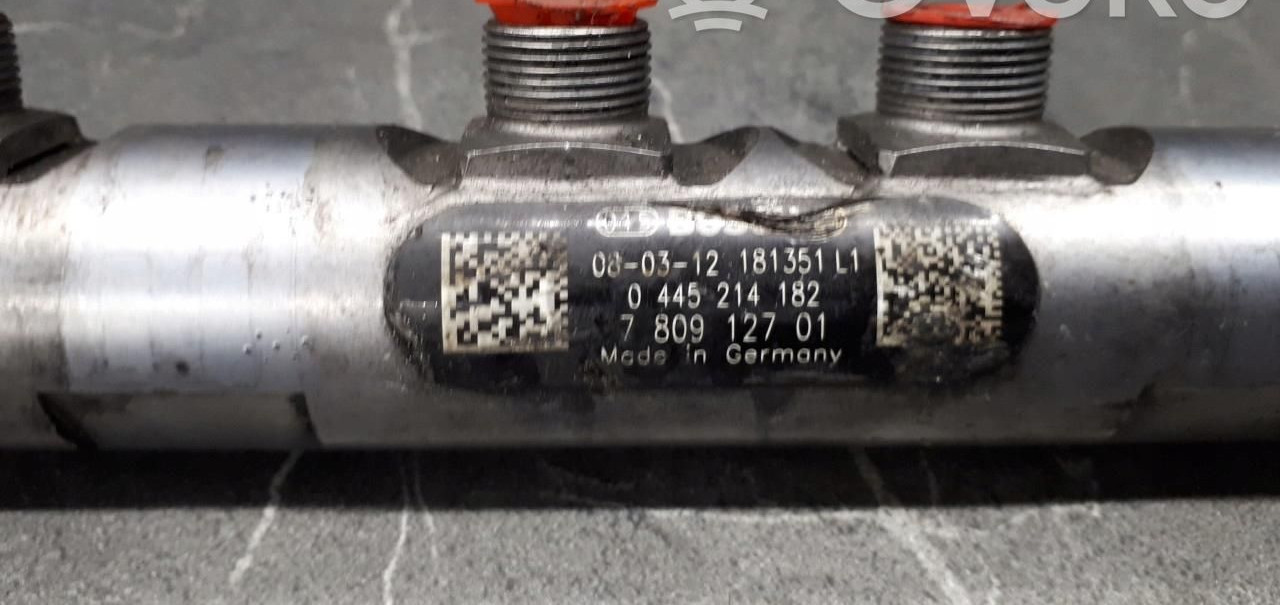 08-03-12 181351 L1
0 445 214 182
7 809 127 01
Made in Germany